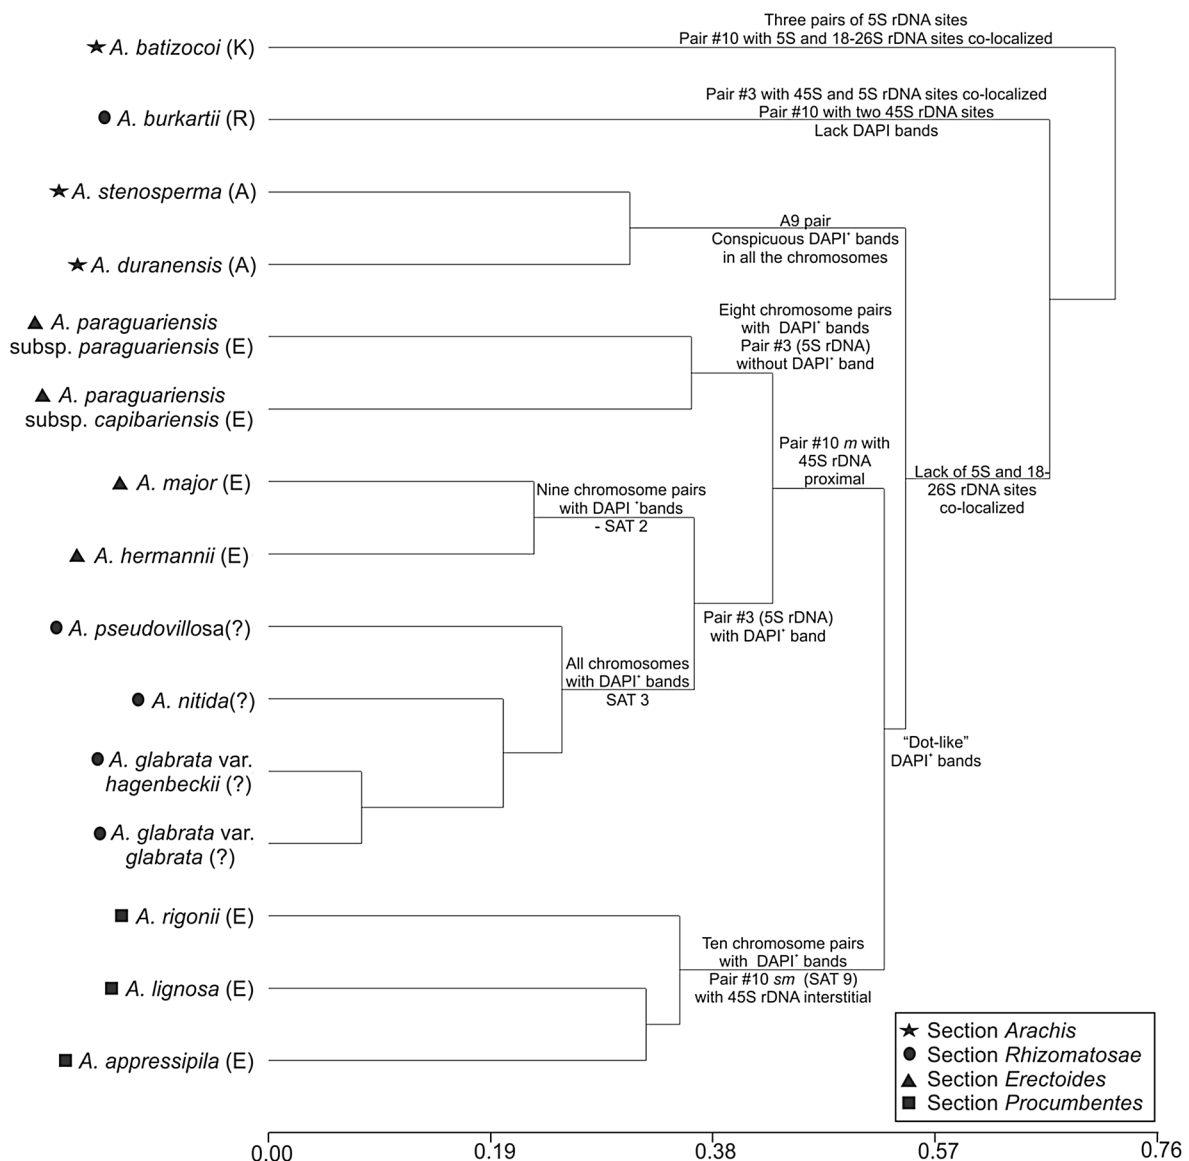 Three pairs of 5S rDNA sites
A. batizocoi (K)
Pair #10 with 5S and 18-26S rDNA sites co-localized
Pair #3 with 45S and 5S rDNA sites co-localized
A. burkartii (R)
Pair #10 with two 45S rDNA sites
Lack DAPI bands
A. stenosperma (A)
A9 pair
Conspicuous DAPI⁺ bands
in all the chromosomes
A. duranensis (A)
Eight chromosome pairs
with DAPI⁺ bands
Pair #3 (5S rDNA)
without DAPI⁺ band
A. paraguariensis
subsp. paraguariensis (E)
A. paraguariensis
subsp. capibariensis (E)
Pair #10 m with
45S rDNA
proximal
Lack of 5S and 18-
26S rDNA sites
co-localized
A. major (E)
Nine chromosome pairs
with DAPI ⁺bands
- SAT 2
A. hermannii (E)
Pair #3 (5S rDNA)
with DAPI⁺ band
A. pseudovillosa(?)
All chromosomes
with DAPI⁺ bands
SAT 3
A. nitida(?)
“Dot-like”
DAPI⁺ bands
A. glabrata var.
hagenbeckii (?)
A. glabrata var.
glabrata (?)
A. rigonii (E)
Ten chromosome pairs
with DAPI⁺ bands
Pair #10 sm (SAT 9)
with 45S rDNA interstitial
A. lignosa (E)
A. appressipila (E)
Section Arachis
Section Rhizomatosae
Section Erectoides
Section Procumbentes
0.00 0.19 0.38 0.57 0.76